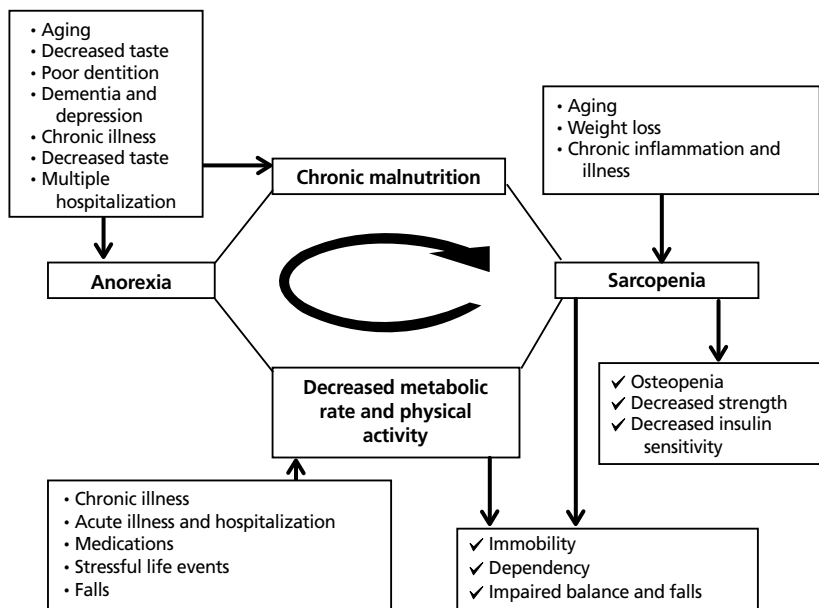 • Aging
• Decreased taste
• Poor dentition
• Dementia and
depression
• Chronic illness
• Decreased taste
• Multiple
hospitalization
• Aging
• Weight loss
• Chronic inflammation and
illness
Chronic malnutrition
Anorexia
Sarcopenia
Decreased metabolic
rate and physical
activity
✓ Osteopenia
✓ Decreased strength
✓ Decreased insulin
sensitivity
• Chronic illness
• Acute illness and hospitalization
• Medications
• Stressful life events
• Falls
✓ Immobility
✓ Dependency
✓ Impaired balance and falls